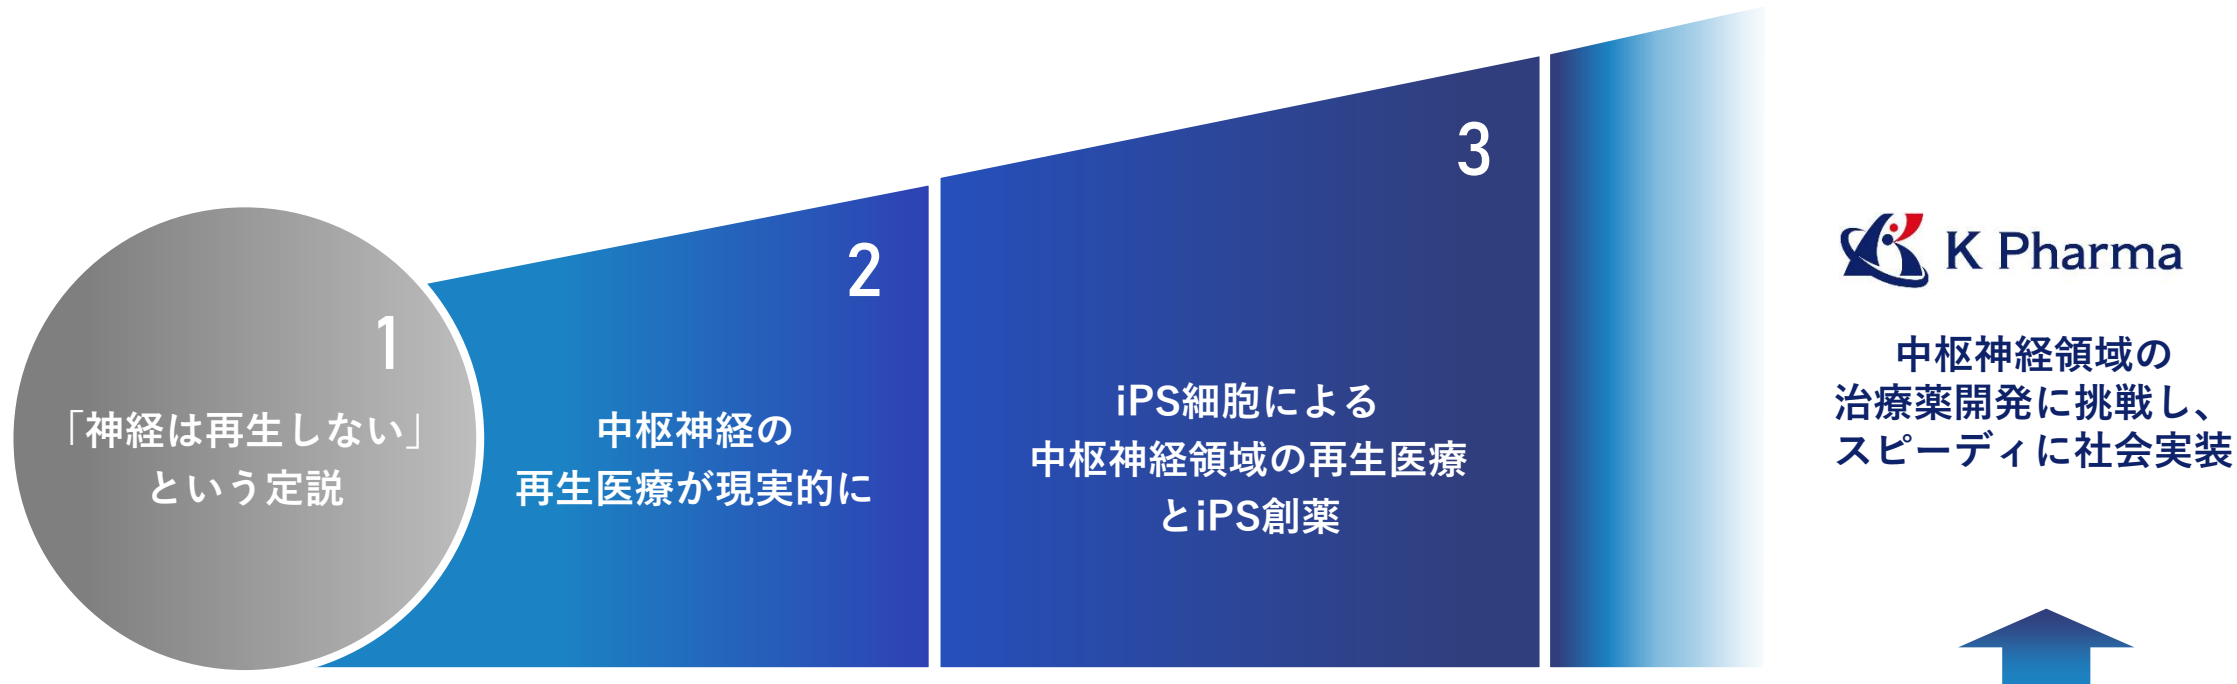 1
「神経は再生しない」
という定説
2
中枢神経の
再生医療が現実的に
3
iPS細胞による
中枢神経領域の再生医療
とiPS創薬
K Pharma
中枢神経領域の
治療薬開発に挑戦し、
スピーディに社会実装